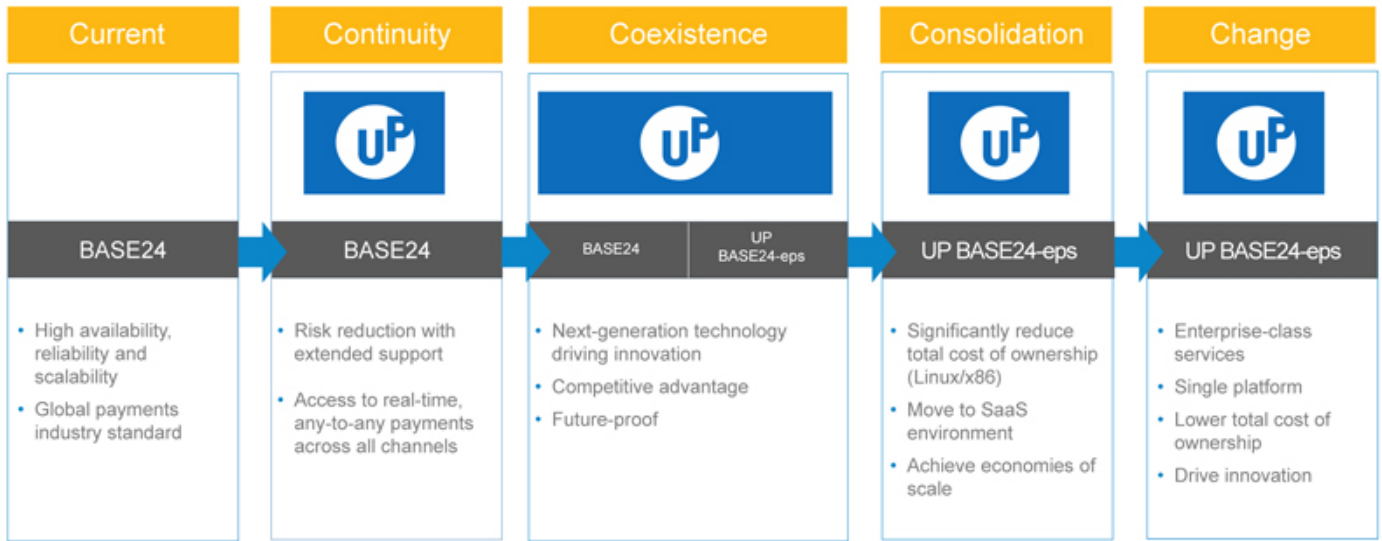 Current
Continuity
Coexistence
Consolidation
Change
UP
UP
UP
UP
BASE24
BASE24
BASE24
UP
BASE24-eps
UP BASE24-eps
UP BASE24-eps
• High availability,
reliability and
scalability
• Global payments
industry standard
• Risk reduction with
extended support
• Access to real-time,
any-to-any payments
across all channels
• Next-generation technology
driving innovation
• Competitive advantage
• Future-proof
• Significantly reduce
total cost of ownership
(Linux/x86)
• Move to SaaS
environment
• Achieve economies of
scale
• Enterprise-class
services
• Single platform
• Lower total cost of
ownership
• Drive innovation